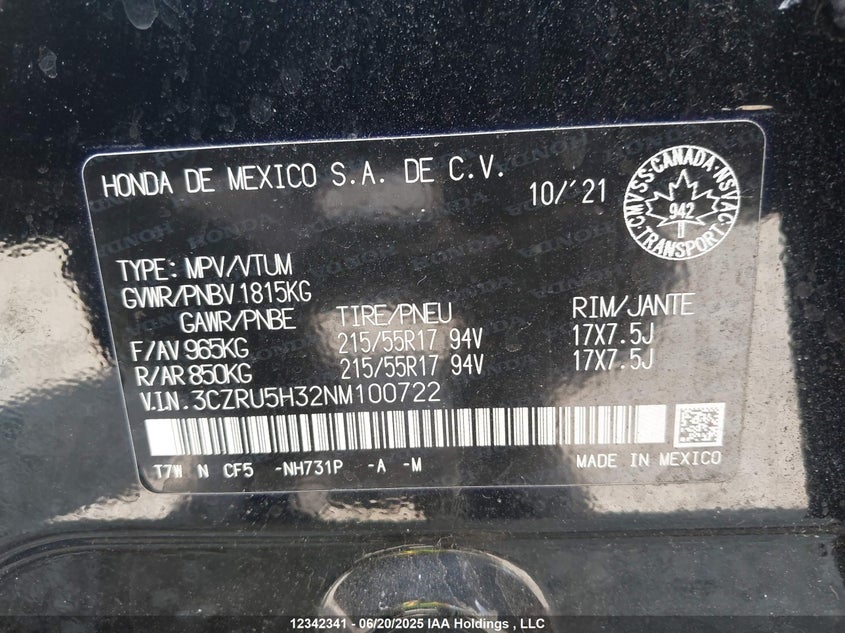 HONDA DE MEXICO S.A. DE C.V.
10/'21
CMVSS·CANADA·NSVAC
942
TRANSPORT
TYPE: MPV/VTUM
GVWR/PNBV 1815KG
GAWR/PNBE TIRE/PNEU RIM/JANTE
F/AV 965KG 215/55R17 94V 17X7.5J
R/AR 850KG 215/55R17 94V 17X7.5J
V.I.N. 3CZRU5H32NM100722
T7W N CF5 -NH731P -A -M MADE IN MEXICO
12342341 - 06/20/2025 IAA Holdings , LLC